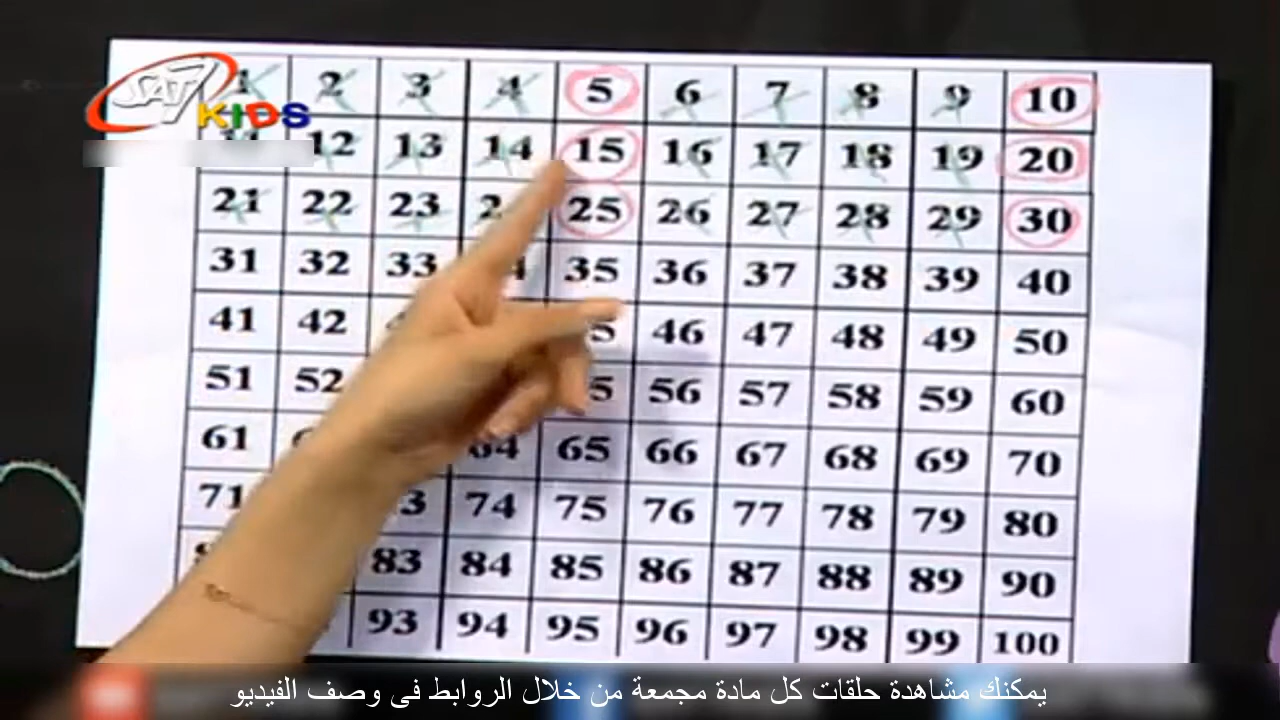 SAT7
KIDS
1 2 3 4 5 6 7 8 9 10
12 13 14 15 16 17 18 19 20
21 22 23 25 26 27 28 29 30
31 32 33 35 36 37 38 39 40
41 42 46 47 48 49 50
51 52 56 57 58 59 60
61 64 65 66 67 68 69 70
71 74 75 76 77 78 79 80
83 84 85 86 87 88 89 90
93 94 95 96 97 98 99 100
يمكنك مشاهدة حلقات كل مادة مجمعة من خلال الروابط فى وصف الفيديو